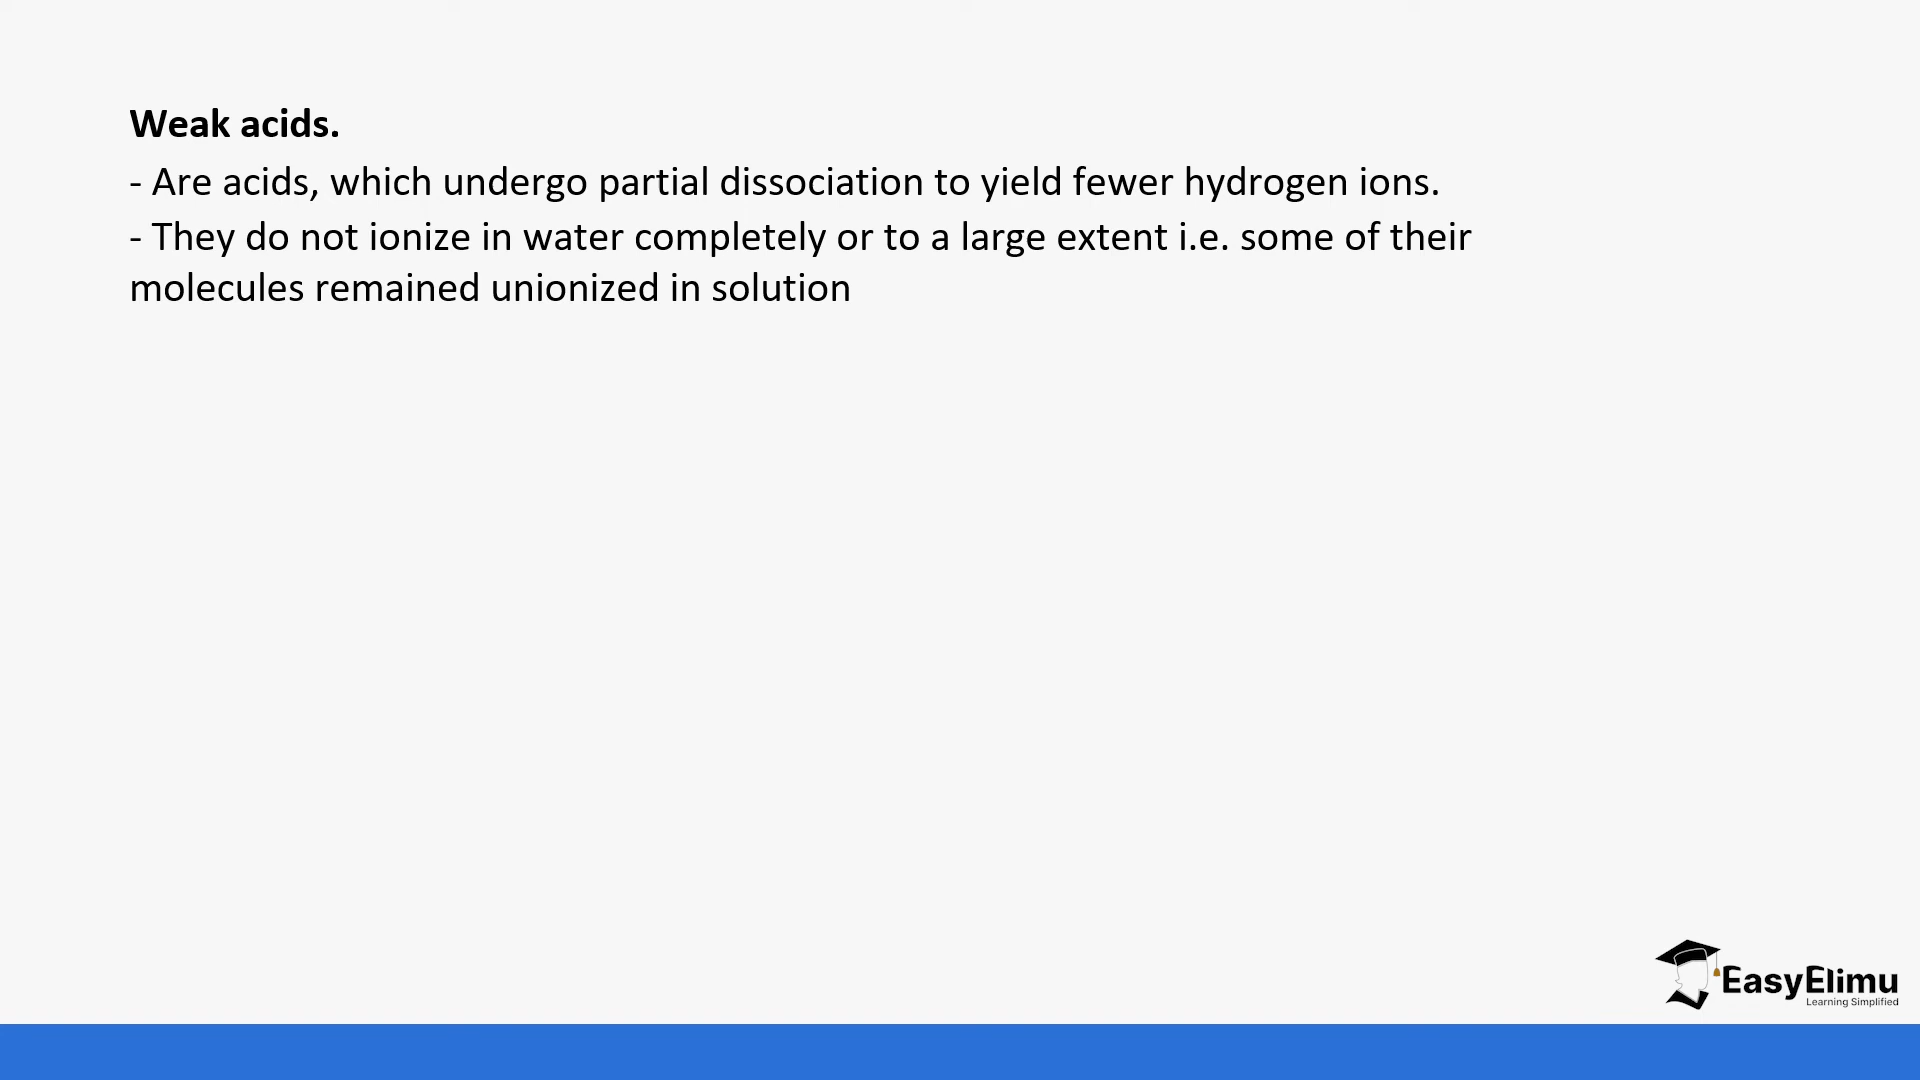 Weak acids.
- Are acids, which undergo partial dissociation to yield fewer hydrogen ions.
- They do not ionize in water completely or to a large extent i.e. some of their
molecules remained unionized in solution
EasyElimu
Learning Simplified